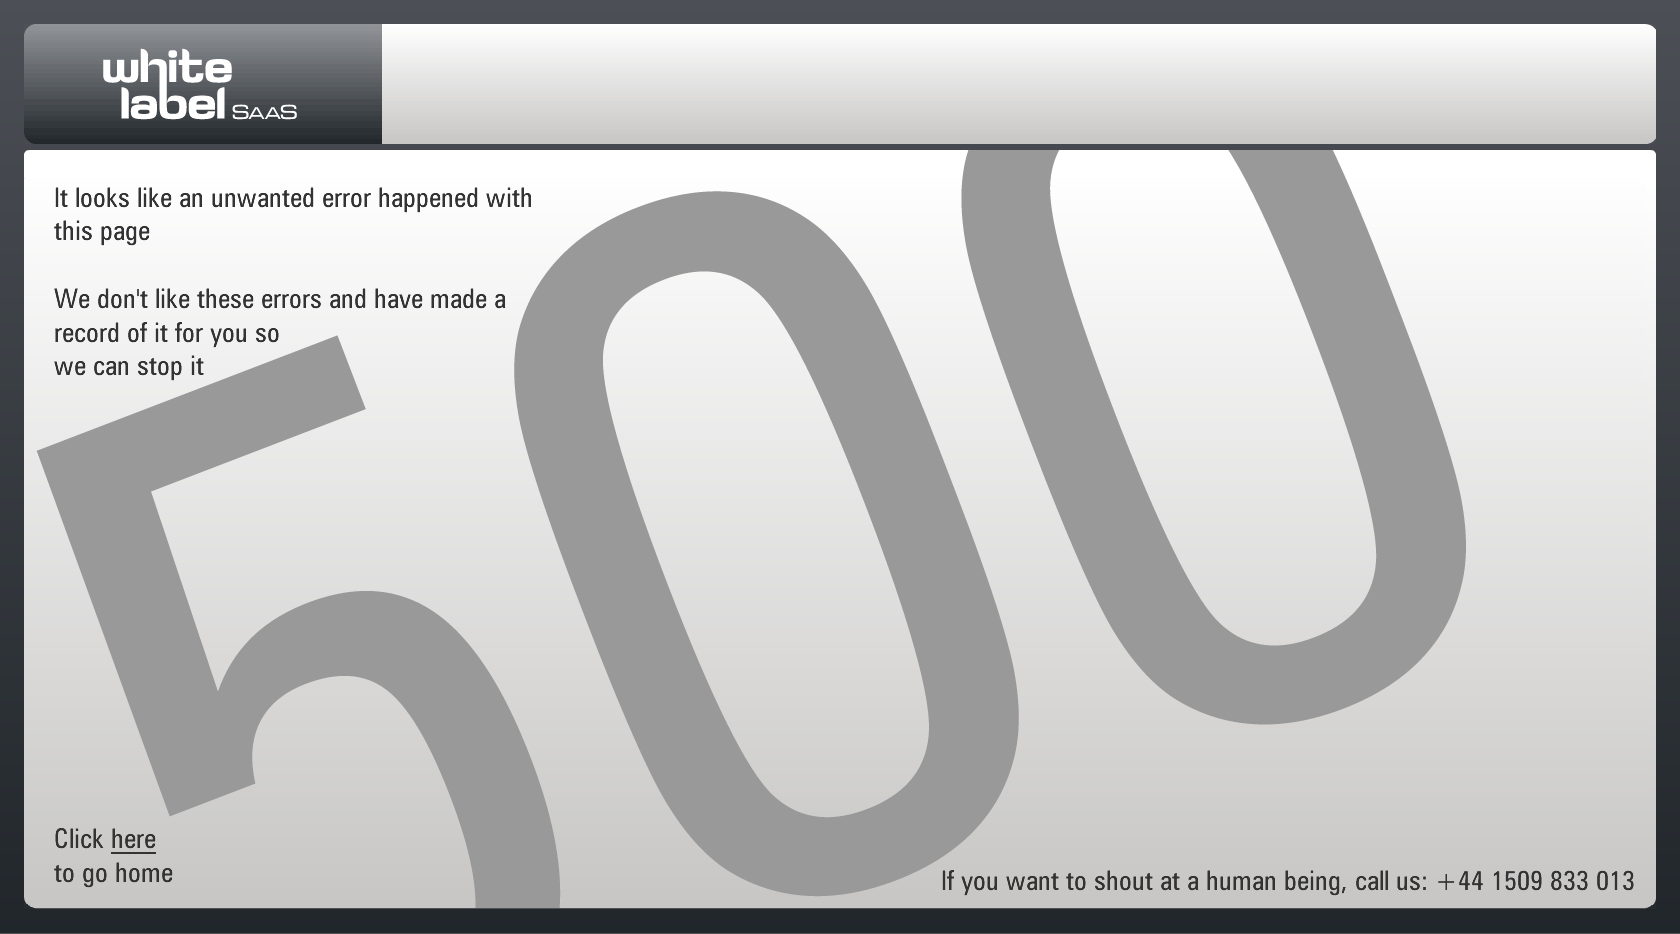 white
label SAAS
It looks like an unwanted error happened with
this page
We don't like these errors and have made a
record of it for you so
we can stop it
500
Click here
to go home
If you want to shout at a human being, call us: +44 1509 833 013